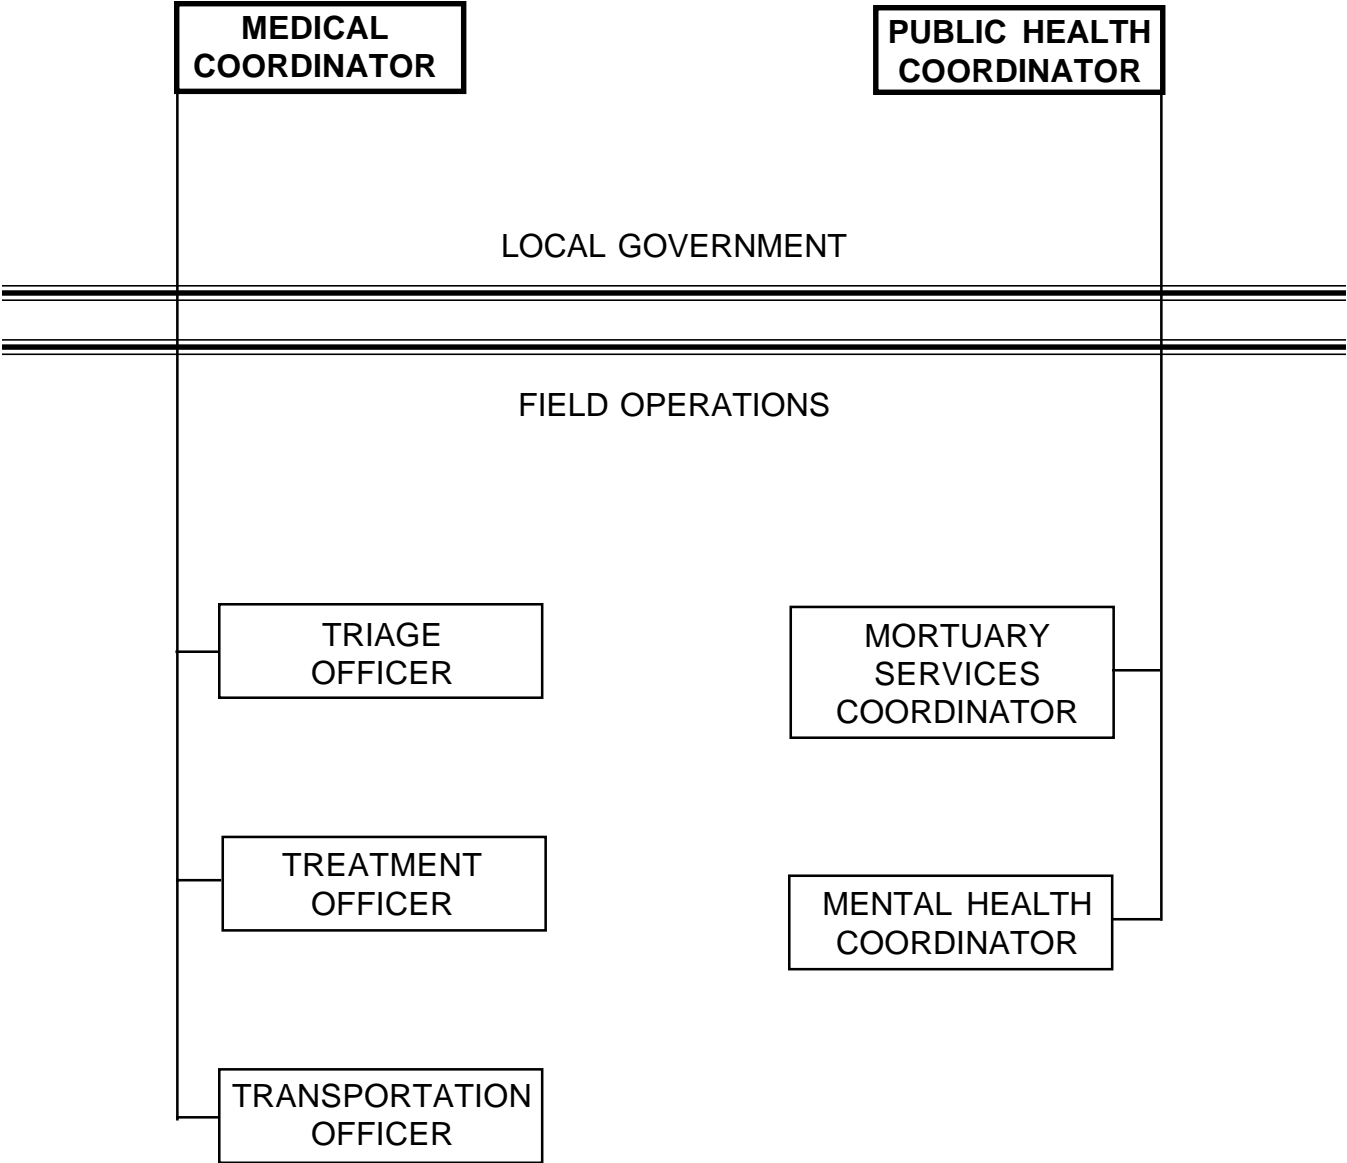 MEDICAL
COORDINATOR
PUBLIC HEALTH
COORDINATOR
LOCAL GOVERNMENT
FIELD OPERATIONS
TRIAGE
OFFICER
MORTUARY
SERVICES
COORDINATOR
TREATMENT
OFFICER
MENTAL HEALTH
COORDINATOR
TRANSPORTATION
OFFICER